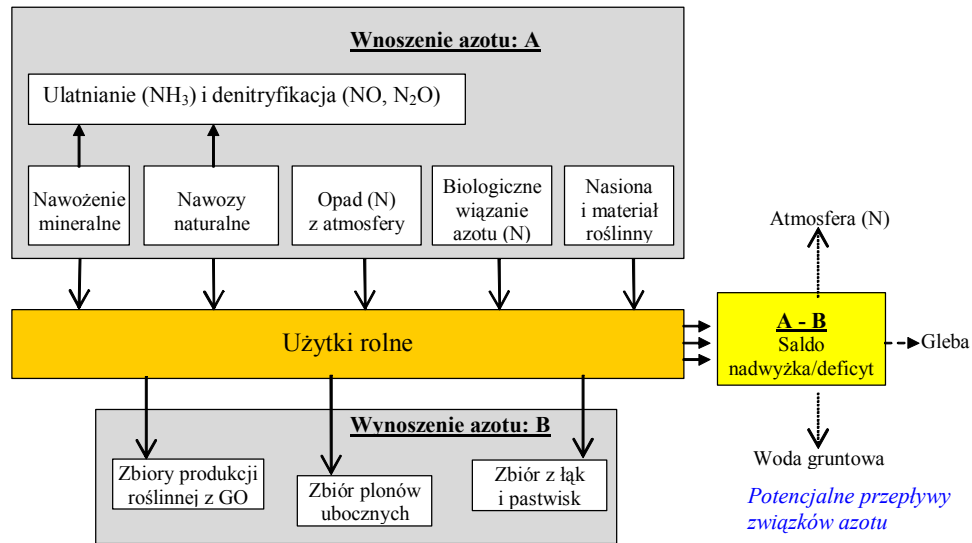 Wnoszenie azotu: A
Ulatnianie (NH₃) i denitryfikacja (NO, N₂O)
Nawożenie
mineralne
Nawozy
naturalne
Opad (N)
z atmosfery
Biologiczne
wiązanie
azotu (N)
Nasiona
i materiał
roślinny
Atmosfera (N)
Użytki rolne
A - B
Saldo
nadwyżka/deficyt
Gleba
Wynoszenie azotu: B
Zbiory produkcji
roślinnej z GO
Zbiór plonów
ubocznych
Zbiór z łąk
i pastwisk
Woda gruntowa
Potencjalne przepływy
związków azotu